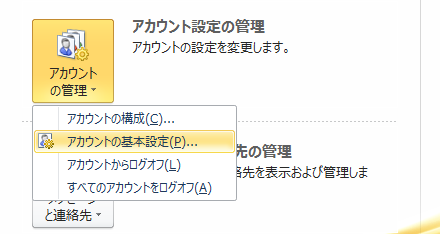 アカウント設定の管理
アカウントの設定を変更します。
アカウント
の管理
アカウントの構成(C)...
アカウントの基本設定(P)...
アカウントからログオフ(L)
すべてのアカウントをログオフ(A)
先の管理
絡先を表示および管理しま
と連絡先